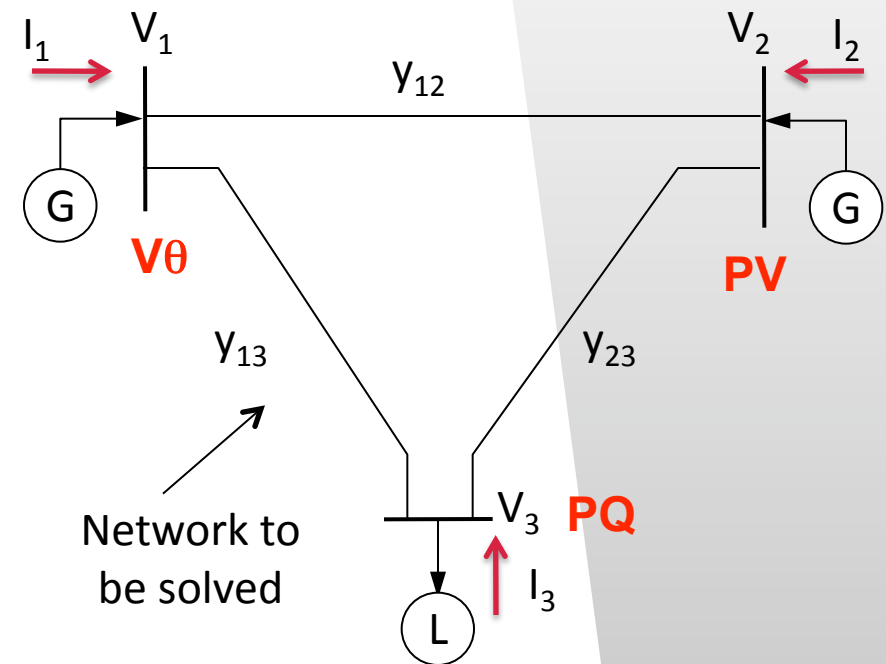 I₁
V₁
V₂
I₂
y₁₂
G
G
Vθ
PV
y₁₃
y₂₃
Network to
be solved
V₃
PQ
I₃
L